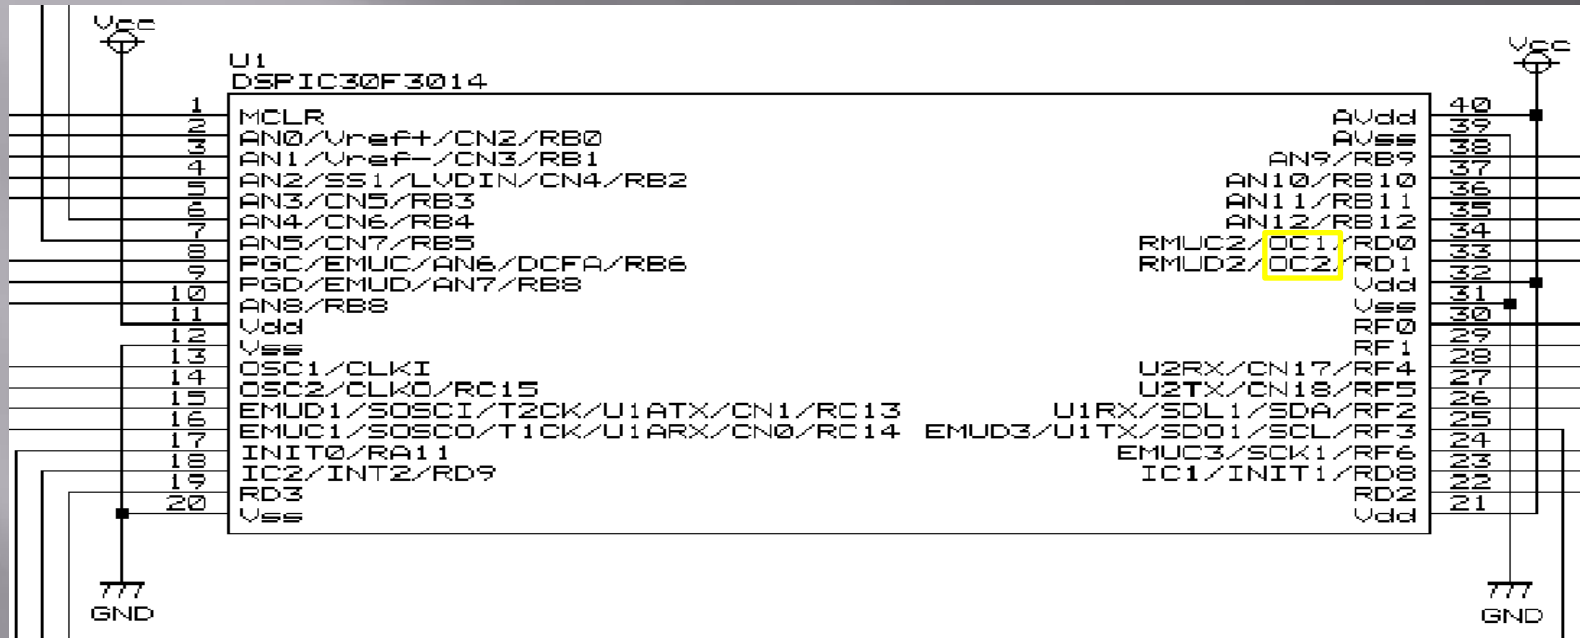 Vcc
Vcc
U1
DSPIC30F3014
1 MCLR
2 AN0/Vref+/CN2/RB0
3 AN1/Vref-/CN3/RB1
4 AN2/SS1/LVDIN/CN4/RB2
5 AN3/CN5/RB3
6 AN4/CN6/RB4
7 AN5/CN7/RB5
8 PGC/EMUC/AN6/OCFA/RB6
9 PGD/EMUD/AN7/RB8
10 AN8/RB8
11 Vdd
12 Vss
13 OSC1/CLKI
14 OSC2/CLKO/RC15
15 EMUD1/SOSCI/T2CK/U1ATX/CN1/RC13
16 EMUC1/SOSCO/T1CK/U1ARX/CN0/RC14
17 INIT0/RA11
18 IC2/INT2/RD9
19 RD3
20 Vss
AVdd 40
AVss 39
AN9/RB9 38
AN10/RB10 37
AN11/RB11 36
AN12/RB12 35
RMUC2/OC1/RD0 34
RMUD2/OC2/RD1 33
Vdd 32
Vss 31
RF0 30
RF1 29
U2RX/CN17/RF4 28
U2TX/CN18/RF5 27
U1RX/SDL1/SDA/RF2 26
EMUD3/U1TX/SDO1/SCL/RF3 25
EMUC3/SCK1/RF6 24
IC1/INIT1/RD8 23
RD2 22
Vdd 21
GND
GND